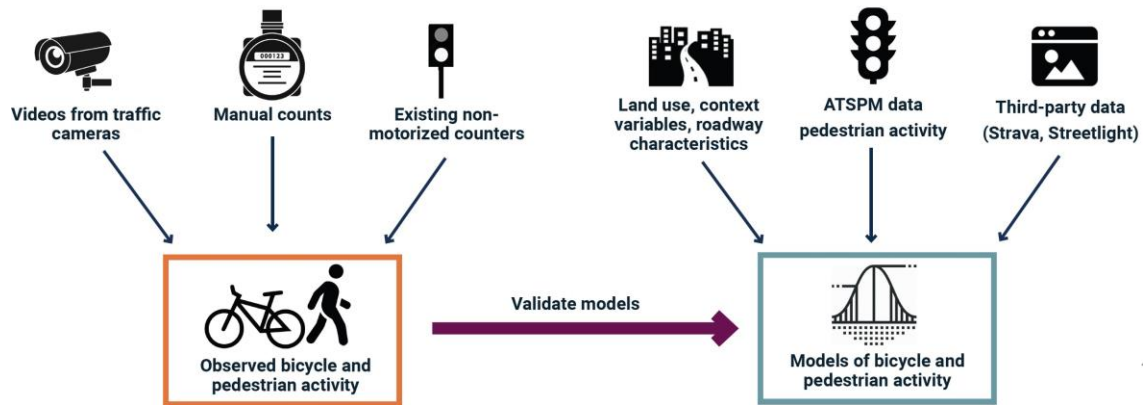 000123
Videos from traffic
cameras
Manual counts
Existing non-
motorized counters
Land use, context
variables, roadway
characteristics
ATSPM data
pedestrian activity
Third-party data
(Strava, Streetlight)
Validate models
Observed bicycle and
pedestrian activity
Models of bicycle and
pedestrian activity